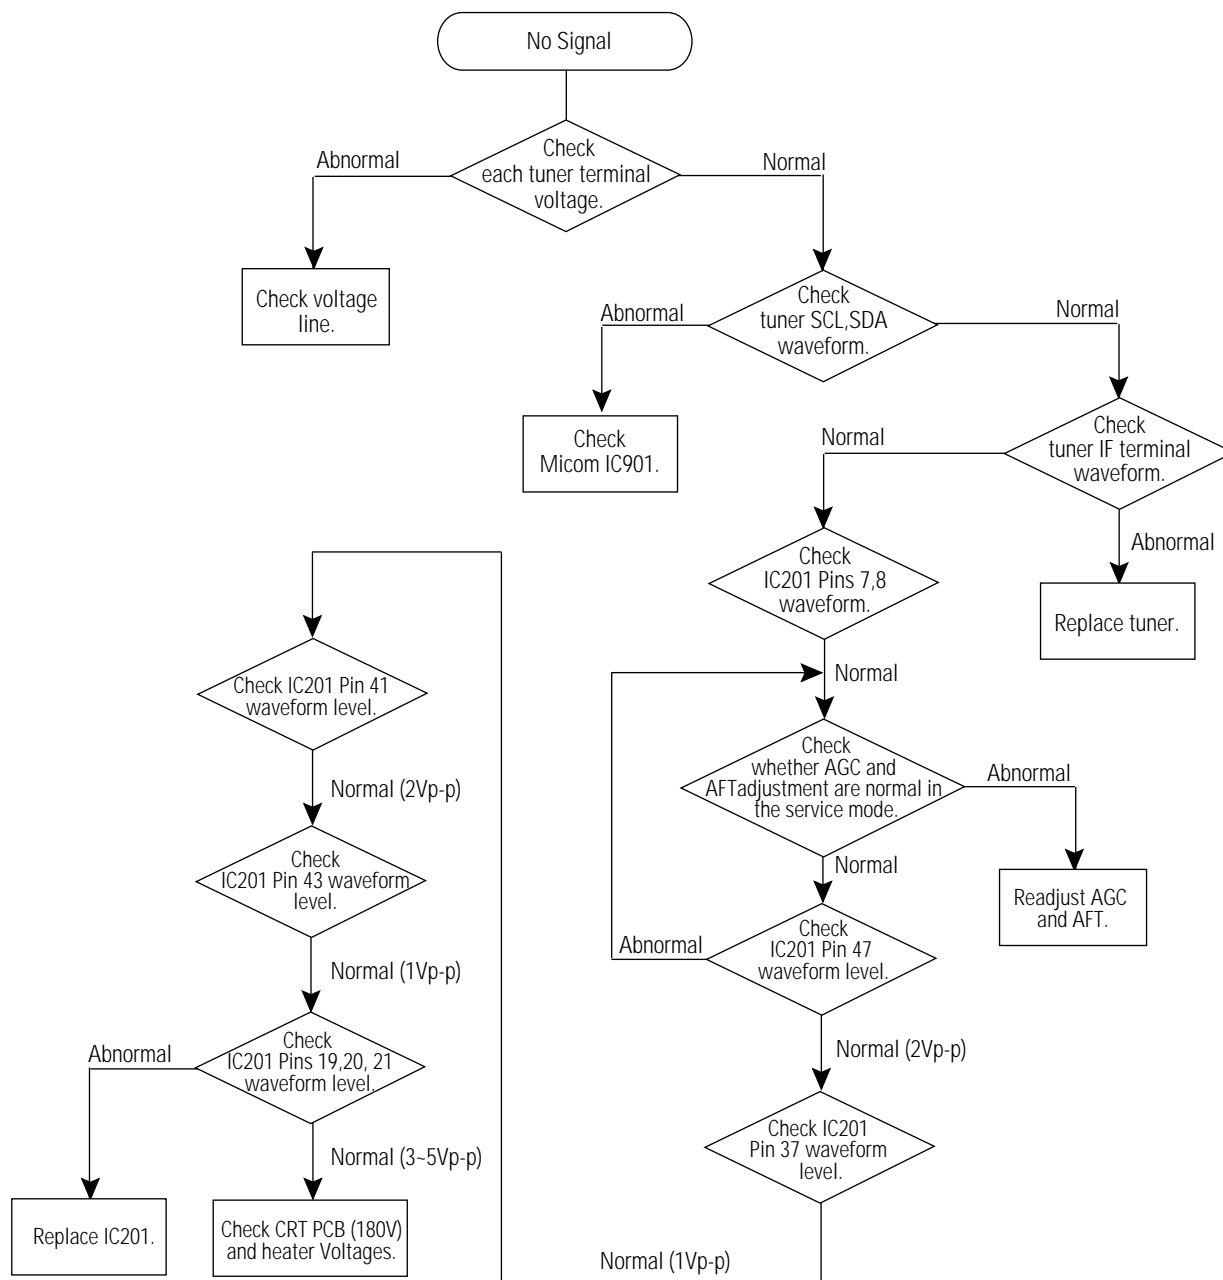 No Signal
Check
each tuner terminal
voltage.
Abnormal
Normal
Check voltage
line.
Check
tuner SCL,SDA
waveform.
Abnormal
Normal
Check
Micom IC901.
Check
tuner IF terminal
waveform.
Normal
Abnormal
Replace tuner.
Check
IC201 Pins 7,8
waveform.
Normal
Check
whether AGC and
AFTadjustment are normal in
the service mode.
Abnormal
Readjust AGC
and AFT.
Normal
Check
IC201 Pin 47
waveform level.
Abnormal
Normal (2Vp-p)
Check IC201
Pin 37 waveform
level.
Normal (1Vp-p)
Check IC201 Pin 41
waveform level.
Normal (2Vp-p)
Check
IC201 Pin 43 waveform
level.
Normal (1Vp-p)
Check
IC201 Pins 19,20, 21
waveform level.
Abnormal
Replace IC201.
Normal (3~5Vp-p)
Check CRT PCB (180V)
and heater Voltages.